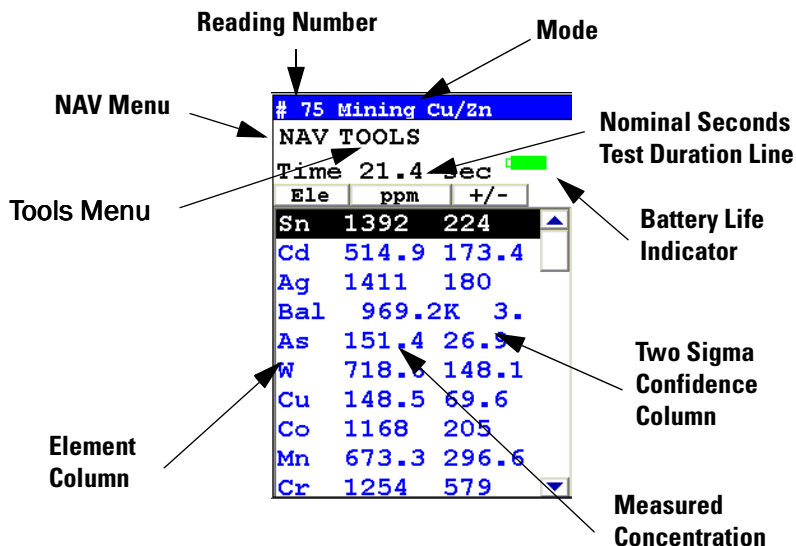 Reading Number
Mode
NAV Menu
# 75 Mining Cu/Zn
NAV TOOLS
Nominal Seconds
Test Duration Line
Time 21.4 Sec
Ele ppm +/-
Tools Menu
Sn 1392 224
Battery Life
Indicator
Cd 514.9 173.4
Ag 1411 180
Bal 969.2K 3.
As 151.4 26.9
Two Sigma
Confidence
Column
W 718.6 148.1
Cu 148.5 69.6
Co 1168 205
Element
Column
Mn 673.3 296.6
Cr 1254 579
Measured
Concentration